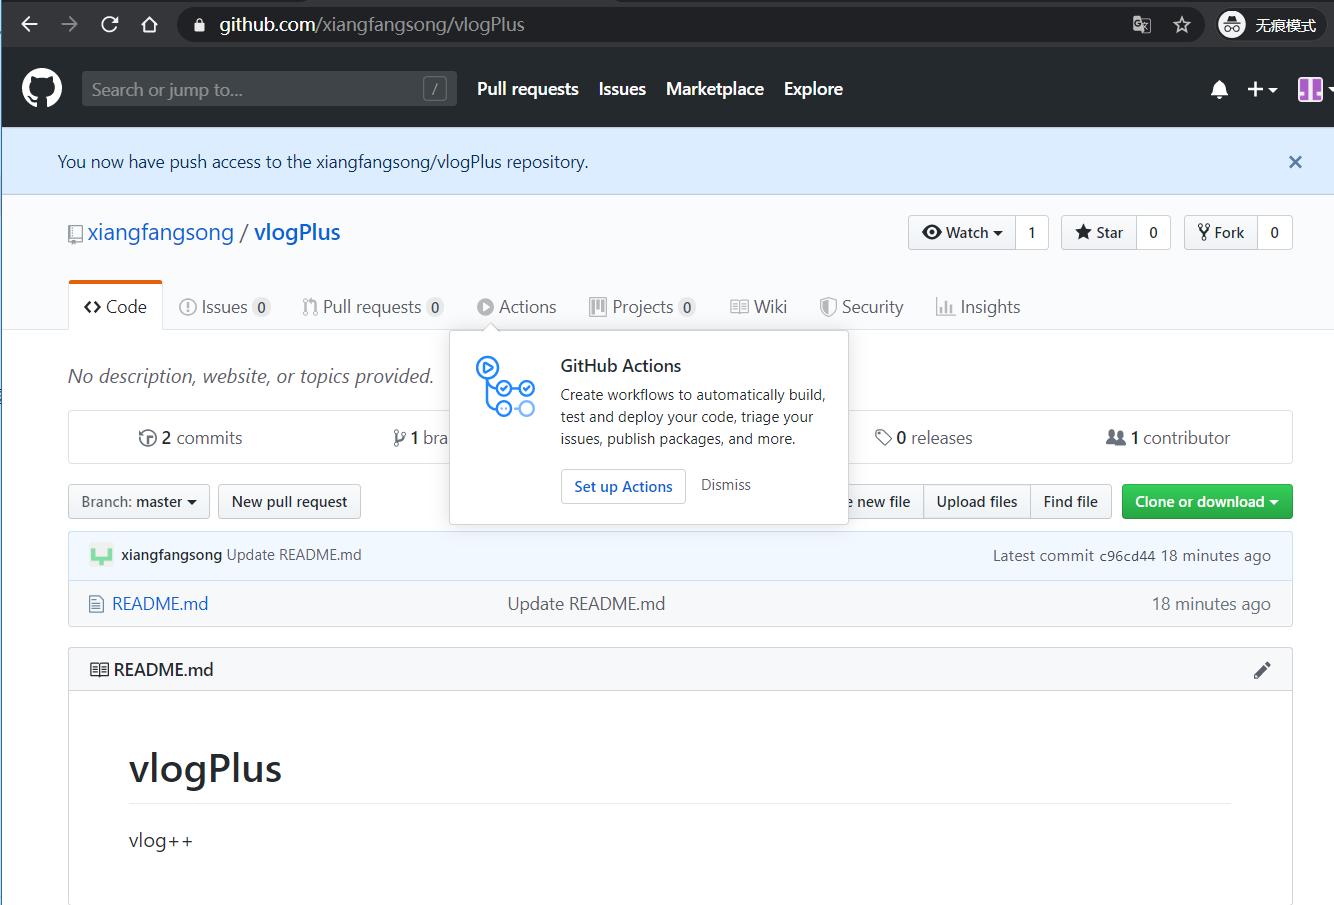 github.com/xiangfangsong/vlogPlus
无痕模式
Search or jump to...
/
Pull requests
Issues
Marketplace
Explore
You now have push access to the xiangfangsong/vlogPlus repository.
xiangfangsong / vlogPlus
Watch 1
Star 0
Fork 0
Code
Issues 0
Pull requests 0
Actions
Projects 0
Wiki
Security
Insights
No description, website, or topics provided.
GitHub Actions
Create workflows to automatically build,
test and deploy your code, triage your
issues, publish packages, and more.
Set up Actions
Dismiss
2 commits
1 bra
0 releases
1 contributor
Branch: master
New pull request
e new file
Upload files
Find file
Clone or download
xiangfangsong Update README.md
Latest commit c96cd44 18 minutes ago
README.md
Update README.md
18 minutes ago
README.md
vlogPlus
vlog++